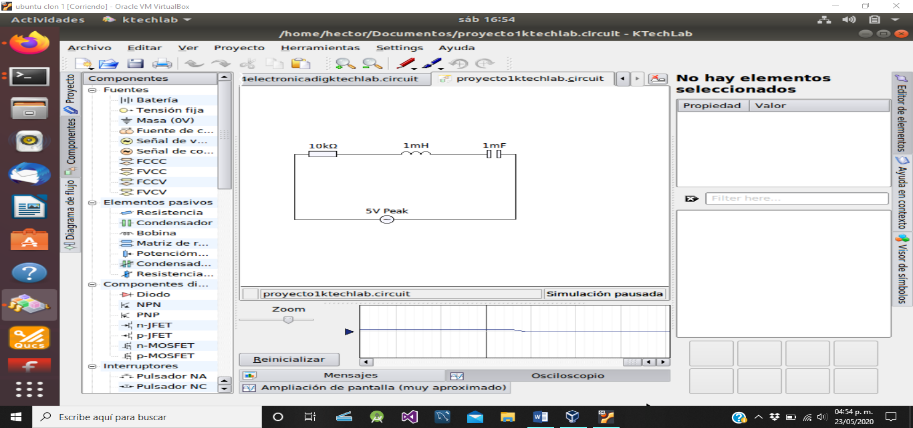 ubuntu clon 1 [Corriendo] - Oracle VM VirtualBox
Actividades ktechlab sáb 16:54
/home/hector/Documentos/proyecto1ktechlab.circuit - KTechLab
Archivo Editar Ver Proyecto Herramientas Settings Ayuda
Proyecto
Componentes
Diagrama de flujo
Componentes
Fuentes
Batería
Tensión fija
Masa (0V)
Fuente de c...
Señal de v...
Señal de co...
FCCC
FVCC
FCCV
FVCV
Elementos pasivos
Resistencia
Condensador
Bobina
Matriz de r...
Potencióm...
Condensad...
Resistencia...
Componentes di...
Diodo
NPN
PNP
n-JFET
p-JFET
n-MOSFET
p-MOSFET
Interruptores
Pulsador NA
Pulsador NC
4electronicadigktechlab.circuit proyecto1ktechlab.circuit
10kΩ 1mH 1mF
5V Peak
proyecto1ktechlab.circuit Simulación pausada
Zoom
Reinicializar
Mensajes Osciloscopio
Ampliación de pantalla (muy aproximado)
No hay elementos
seleccionados
Propiedad Valor
Filter here...
Editor de elementos
Ayuda en contexto
Visor de símbolos
Qucs
Escribe aquí para buscar
04:54 p. m.
23/05/2020